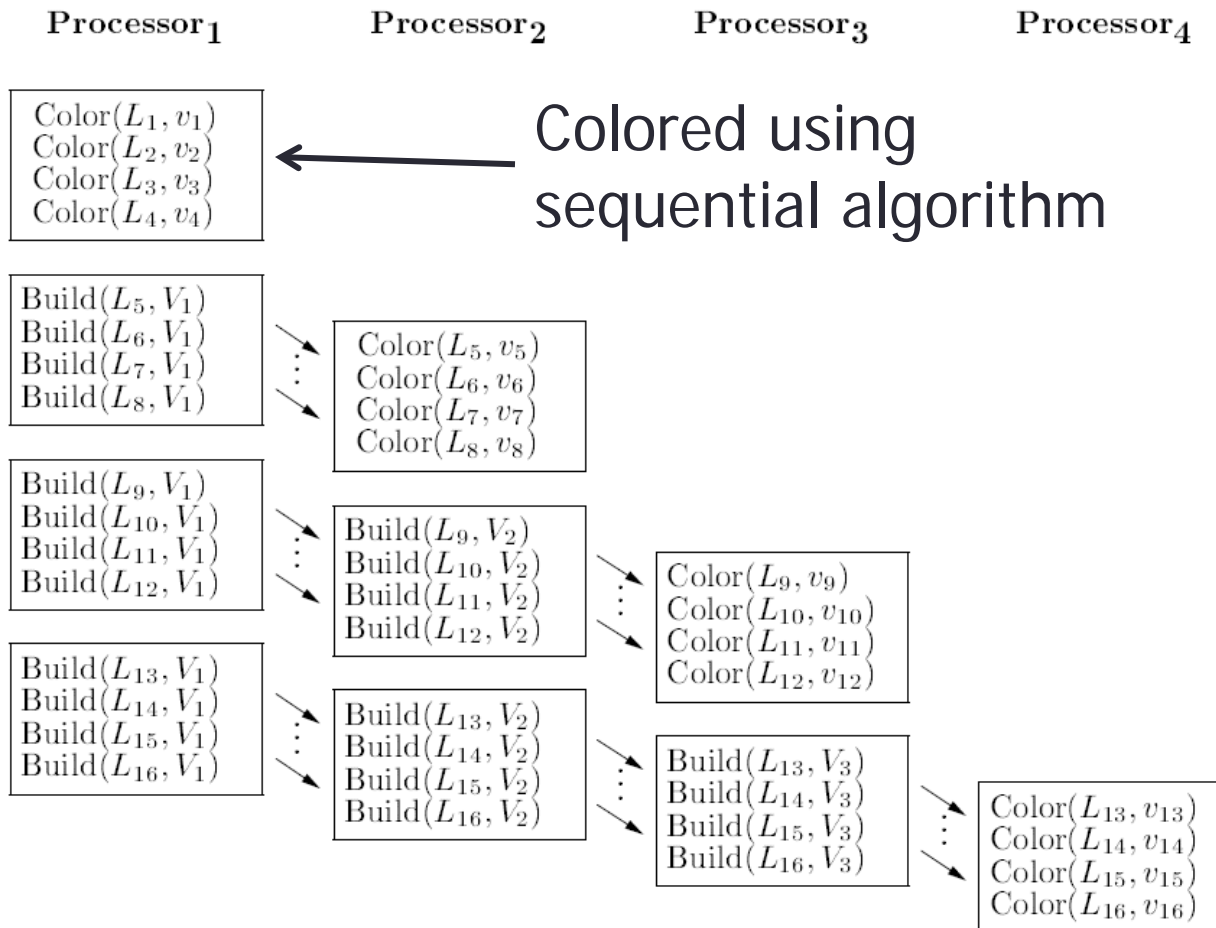 Processor₁ Processor₂ Processor₃ Processor₄
Color(L₁, v₁)
Color(L₂, v₂)
Color(L₃, v₃)
Color(L₄, v₄)
Colored using
sequential algorithm
Build(L₅, V₁)
Build(L₆, V₁)
Build(L₇, V₁)
Build(L₈, V₁)
Color(L₅, v₅)
Color(L₆, v₆)
Color(L₇, v₇)
Color(L₈, v₈)
Build(L₉, V₁)
Build(L₁₀, V₁)
Build(L₁₁, V₁)
Build(L₁₂, V₁)
Build(L₉, V₂)
Build(L₁₀, V₂)
Build(L₁₁, V₂)
Build(L₁₂, V₂)
Color(L₉, v₉)
Color(L₁₀, v₁₀)
Color(L₁₁, v₁₁)
Color(L₁₂, v₁₂)
Build(L₁₃, V₁)
Build(L₁₄, V₁)
Build(L₁₅, V₁)
Build(L₁₆, V₁)
Build(L₁₃, V₂)
Build(L₁₄, V₂)
Build(L₁₅, V₂)
Build(L₁₆, V₂)
Build(L₁₃, V₃)
Build(L₁₄, V₃)
Build(L₁₅, V₃)
Build(L₁₆, V₃)
Color(L₁₃, v₁₃)
Color(L₁₄, v₁₄)
Color(L₁₅, v₁₅)
Color(L₁₆, v₁₆)